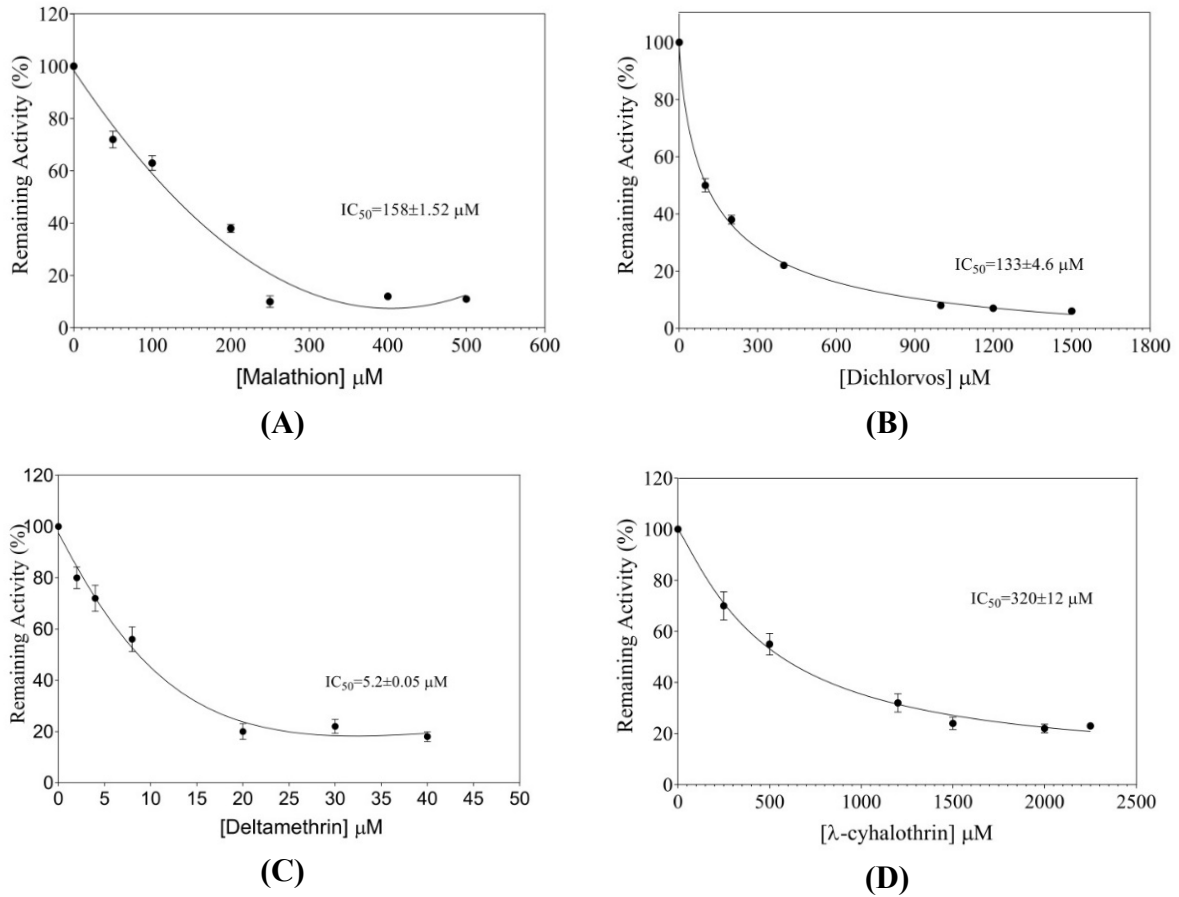 120
100
80
60
40
20
0
Remaining Activity (%)
IC50=158±1.52 μM
0 100 200 300 400 500 600
[Malathion] μM
(A)
100
80
60
40
20
0
Remaining Activity (%)
IC50=133±4.6 μM
0 300 600 900 1200 1500 1800
[Dichlorvos] μM
(B)
120
100
80
60
40
20
0
Remaining Activity (%)
IC50=5.2±0.05 μM
0 5 10 15 20 25 30 35 40 45 50
[Deltamethrin] μM
(C)
120
100
80
60
40
20
0
Remaining Activity (%)
IC50=320±12 μM
0 500 1000 1500 2000 2500
[λ-cyhalothrin] μM
(D)